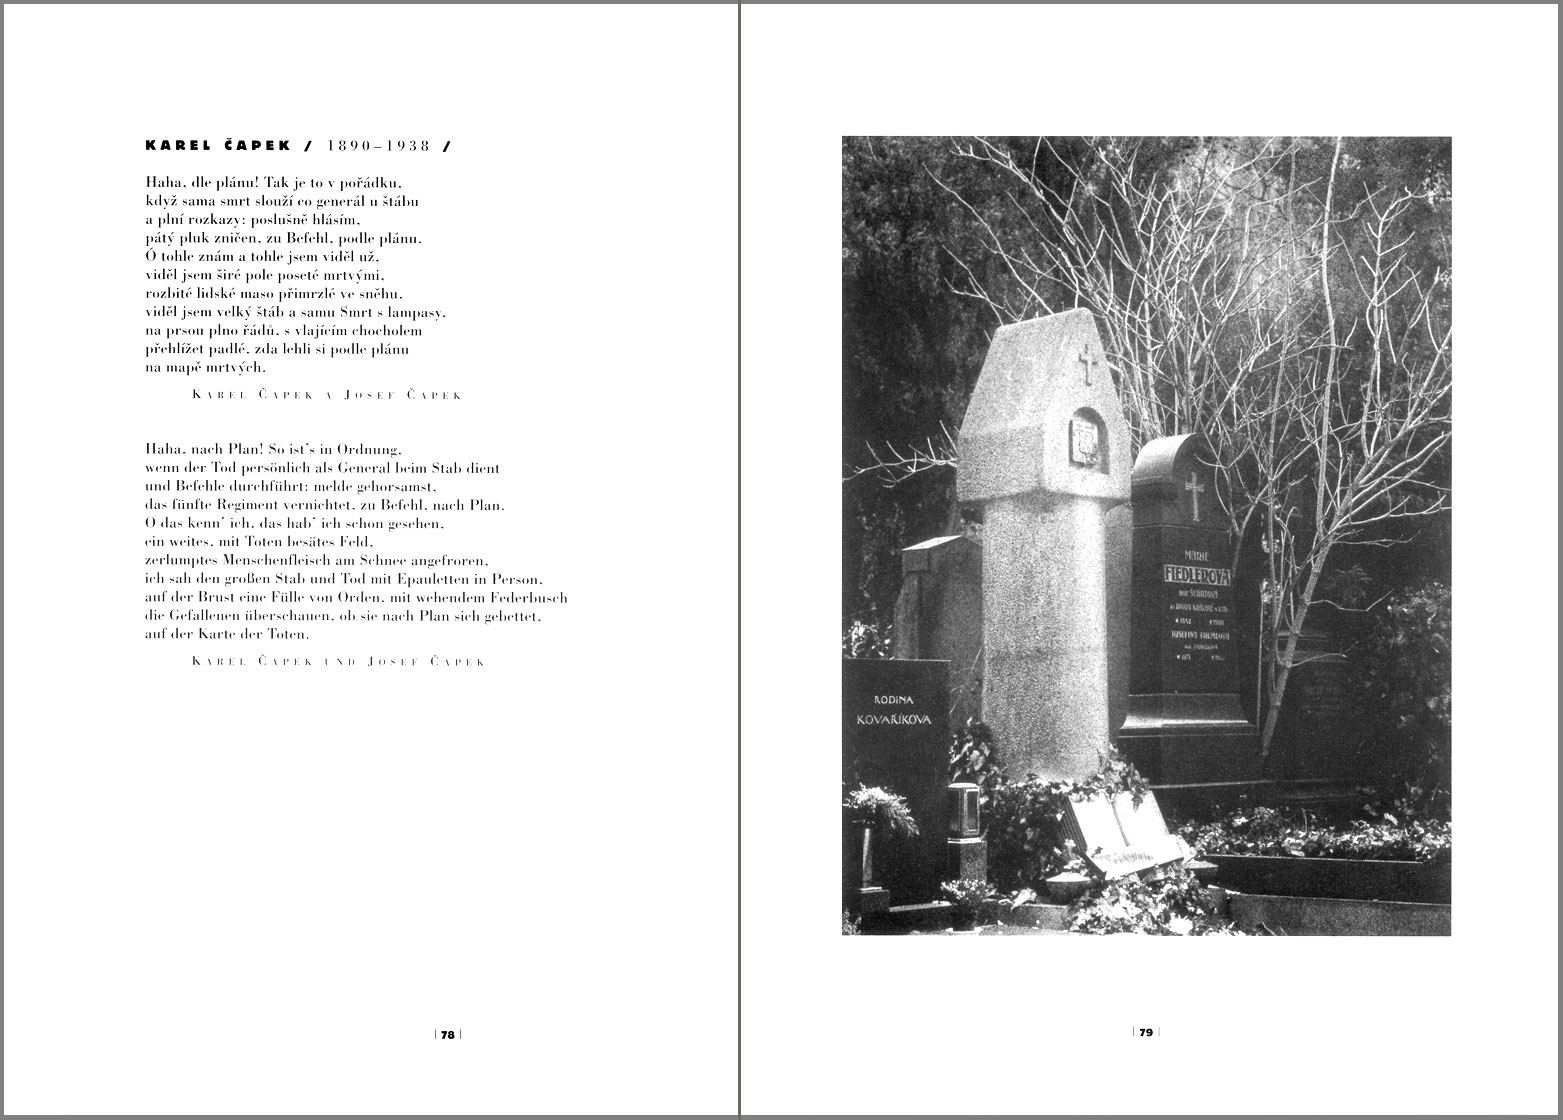 KAREL ČAPEK / 1890–1938 /
Haha, dle plánu! Tak je to v pořádku,
když sama smrt slouží co generál u štábu
a plní rozkazy: poslušně hlásím,
pátý pluk zničen, zu Befehl, podle plánu.
Ó tohle znám a tohle jsem viděl už,
viděl jsem širé pole poseté mrtvými,
rozbité lidské maso přimrzlé ve sněhu,
viděl jsem velký štáb a samu Smrt s lampasy,
na prsou plno řádů, s vlajícím chocholem
přehlížet padlé, zda lehli si podle plánu
na mapě mrtvých.
Karel Čapek a Josef Čapek
Haha, nach Plan! So ist's in Ordnung,
wenn der Tod persönlich als General beim Stab dient
und Befehle durchführt: melde gehorsamst,
das fünfte Regiment vernichtet, zu Befehl, nach Plan.
O das kenn' ich, das hab' ich schon gesehen,
ein weites, mit Toten besätes Feld,
zerlumptes Menschenfleisch am Schnee angefroren,
ich sah den großen Stab und Tod mit Epauletten in Person,
auf der Brust eine Fülle von Orden, mit wehendem Federbusch
die Gefallenen überschauen, ob sie nach Plan sich gebettet,
auf der Karte der Toten.
Karel Čapek und Josef Čapek
| 78 |
FIEDLEROVÁ
RODINA
KOVAŘÍKOVA
| 79 |